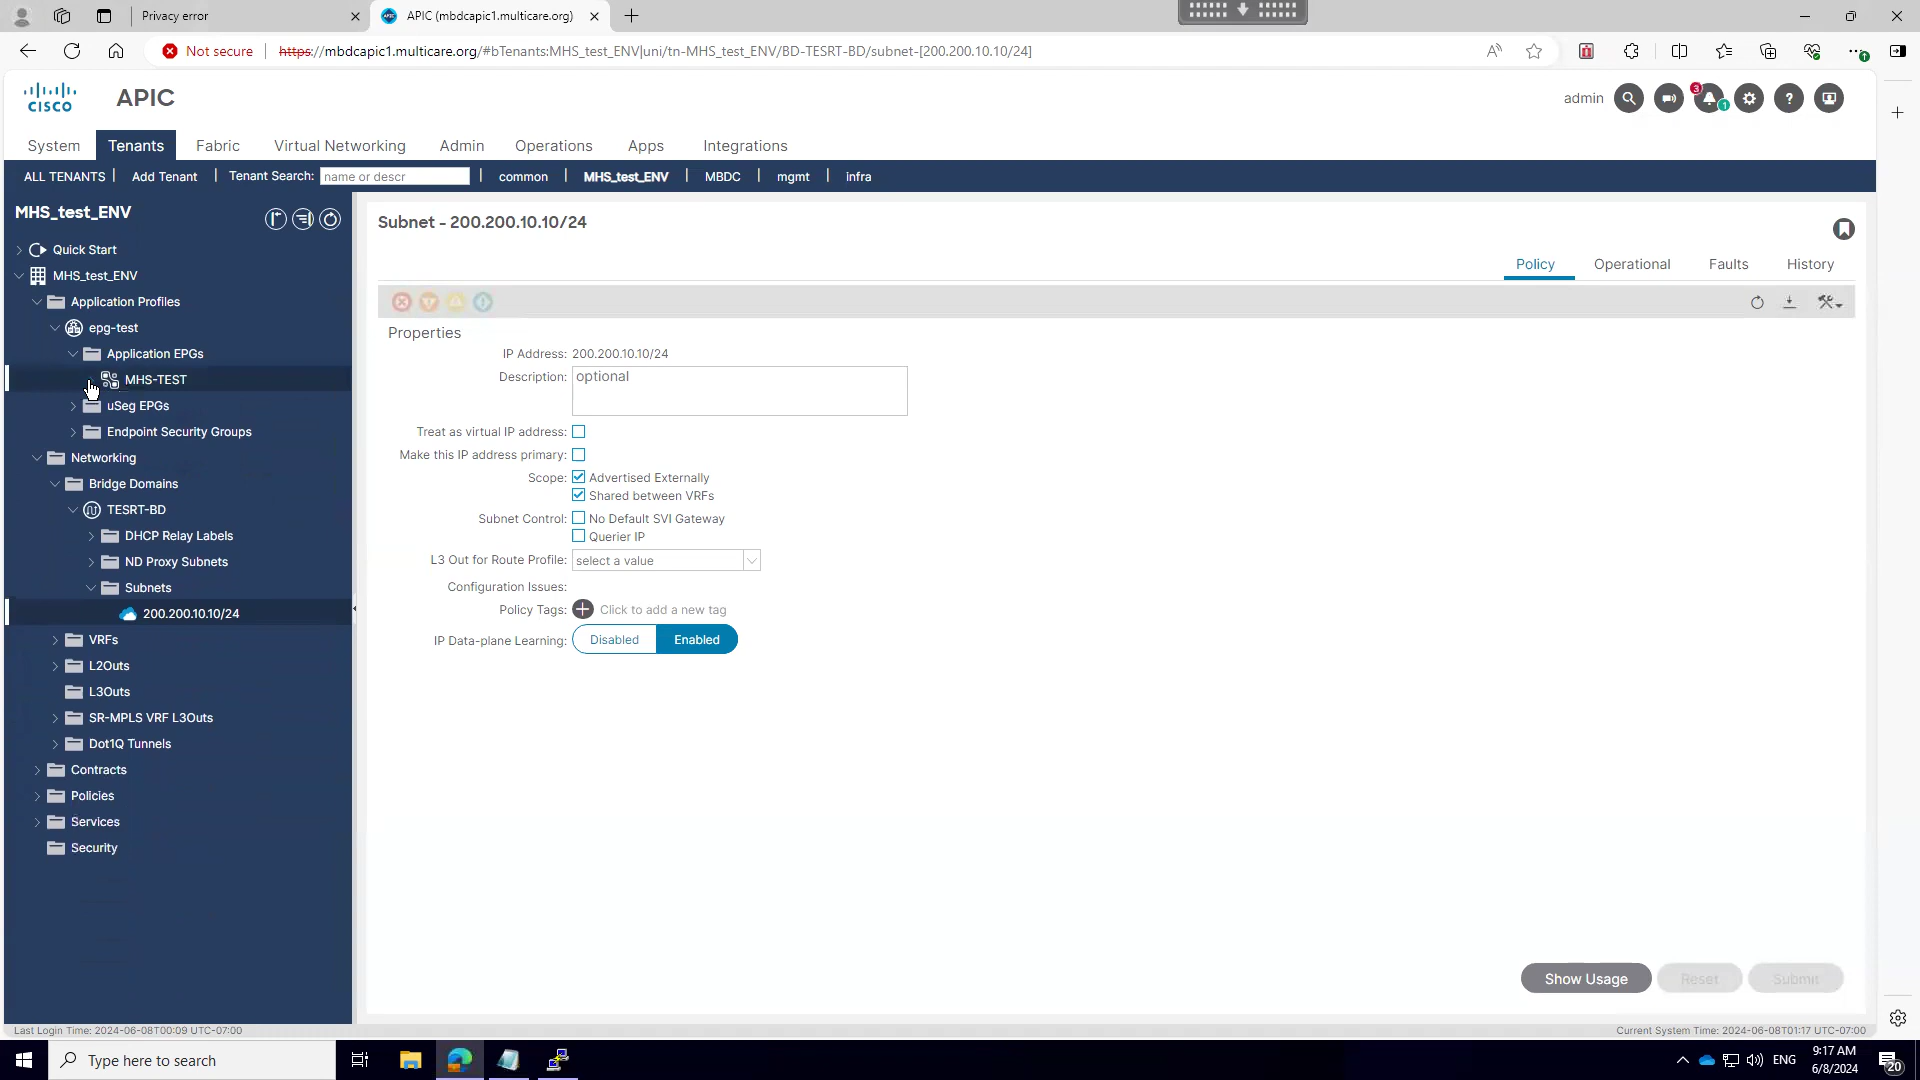 Privacy error
APIC (mbdcapic1.multicare.org)
Not secure
https://mbdcapic1.multicare.org/#bTenants:MHS_test_ENV|uni/tn-MHS_test_ENV/BD-TESRT-BD/subnet-[200.200.10.10/24]
CISCO
APIC
admin
3
1
System
Tenants
Fabric
Virtual Networking
Admin
Operations
Apps
Integrations
ALL TENANTS | Add Tenant | Tenant Search: name or descr | common | MHS_test_ENV | MBDC | mgmt | infra
MHS_test_ENV
Quick Start
MHS_test_ENV
Application Profiles
epg-test
Application EPGs
MHS-TEST
uSeg EPGs
Endpoint Security Groups
Networking
Bridge Domains
TESRT-BD
DHCP Relay Labels
ND Proxy Subnets
Subnets
200.200.10.10/24
VRFs
L2Outs
L3Outs
SR-MPLS VRF L3Outs
Dot1Q Tunnels
Contracts
Policies
Services
Security
Subnet - 200.200.10.10/24
Policy
Operational
Faults
History
Properties
IP Address: 200.200.10.10/24
Description: optional
Treat as virtual IP address:
Make this IP address primary:
Scope: Advertised Externally
Shared between VRFs
Subnet Control: No Default SVI Gateway
Querier IP
L3 Out for Route Profile: select a value
Configuration Issues:
Policy Tags: Click to add a new tag
IP Data-plane Learning: Disabled Enabled
Show Usage
Reset
Submit
Last Login Time: 2024-06-08T00:09 UTC-07:00
Current System Time: 2024-06-08T01:17 UTC-07:00
Type here to search
ENG
9:17 AM
6/8/2024
20